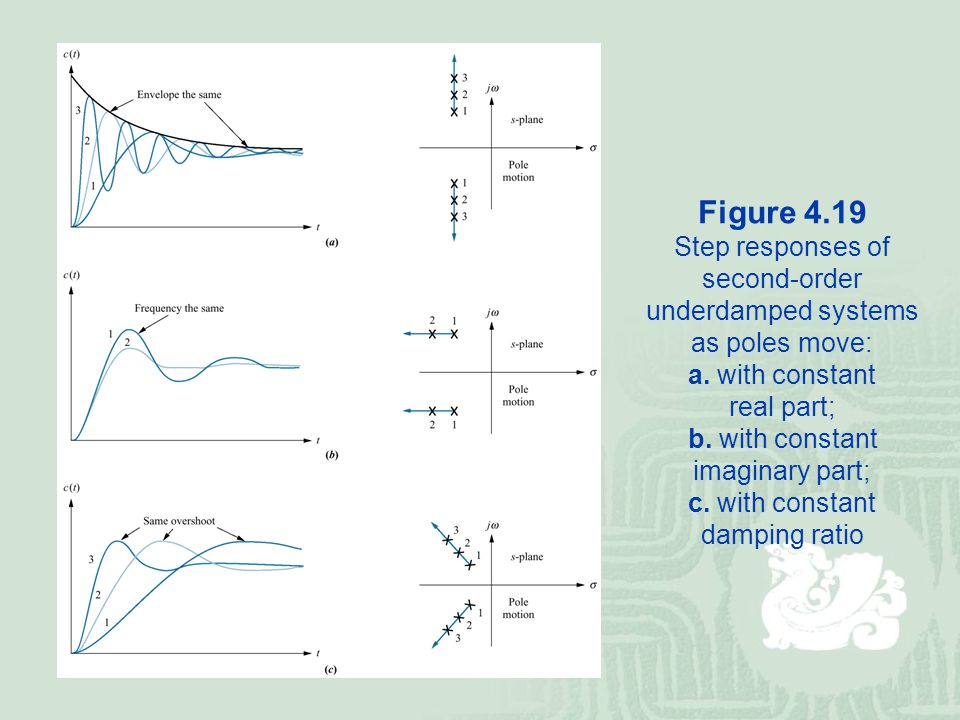 c(t)
Envelope the same
3
2
1
t
(a)
jω
3
2
1
s-plane
σ
Pole
motion
1
2
3
c(t)
Frequency the same
1
2
t
(b)
jω
2 1
s-plane
σ
Pole
motion
2 1
c(t)
Same overshoot
3
2
1
t
(c)
jω
3
2
1
s-plane
σ
Pole
motion
1
2
3
Figure 4.19
Step responses of
second-order
underdamped systems
as poles move:
a. with constant
real part;
b. with constant
imaginary part;
c. with constant
damping ratio